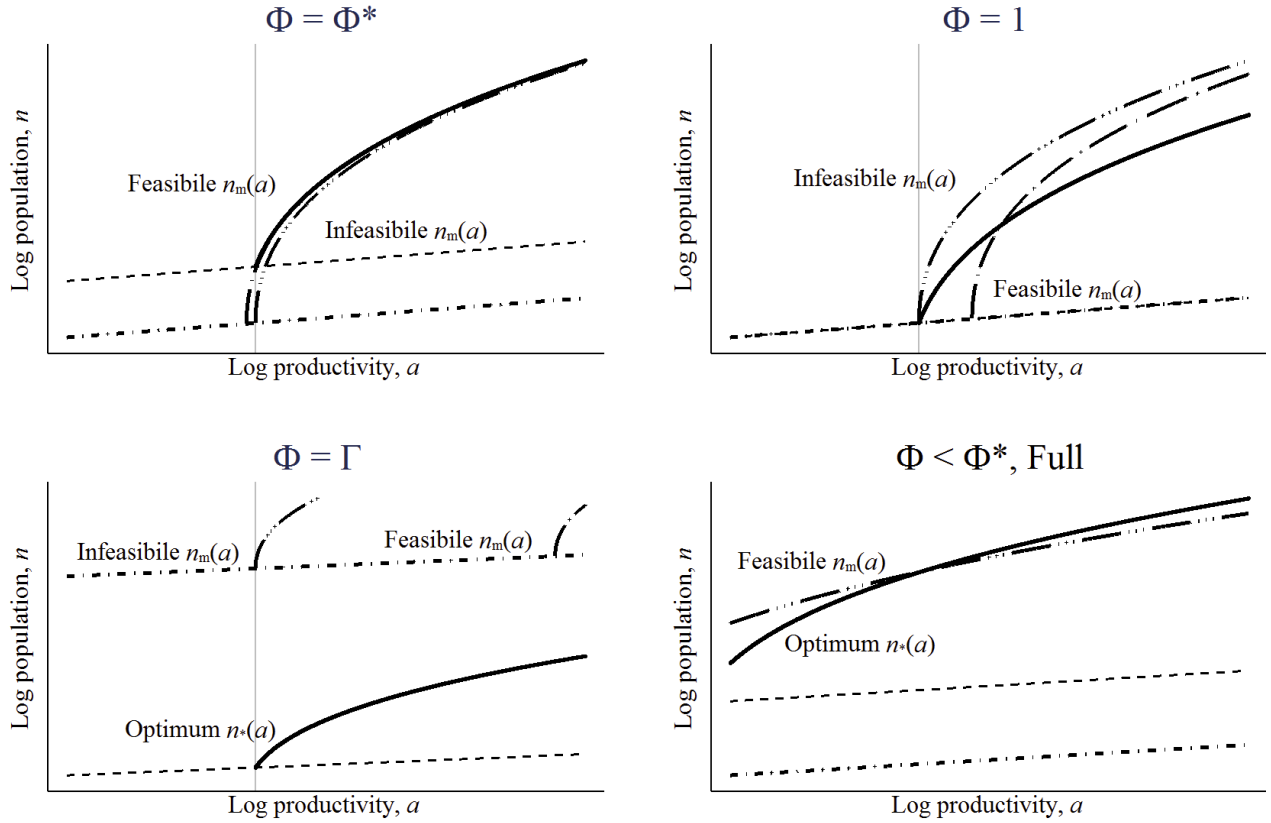 Φ = Φ*
Log population, n
Feasibile nm(a)
Infeasibile nm(a)
Log productivity, a
Φ = 1
Log population, n
Infeasibile nm(a)
Feasibile nm(a)
Log productivity, a
Φ = Γ
Log population, n
Infeasibile nm(a)
Feasibile nm(a)
Optimum n*(a)
Log productivity, a
Φ < Φ*, Full
Log population, n
Feasibile nm(a)
Optimum n*(a)
Log productivity, a